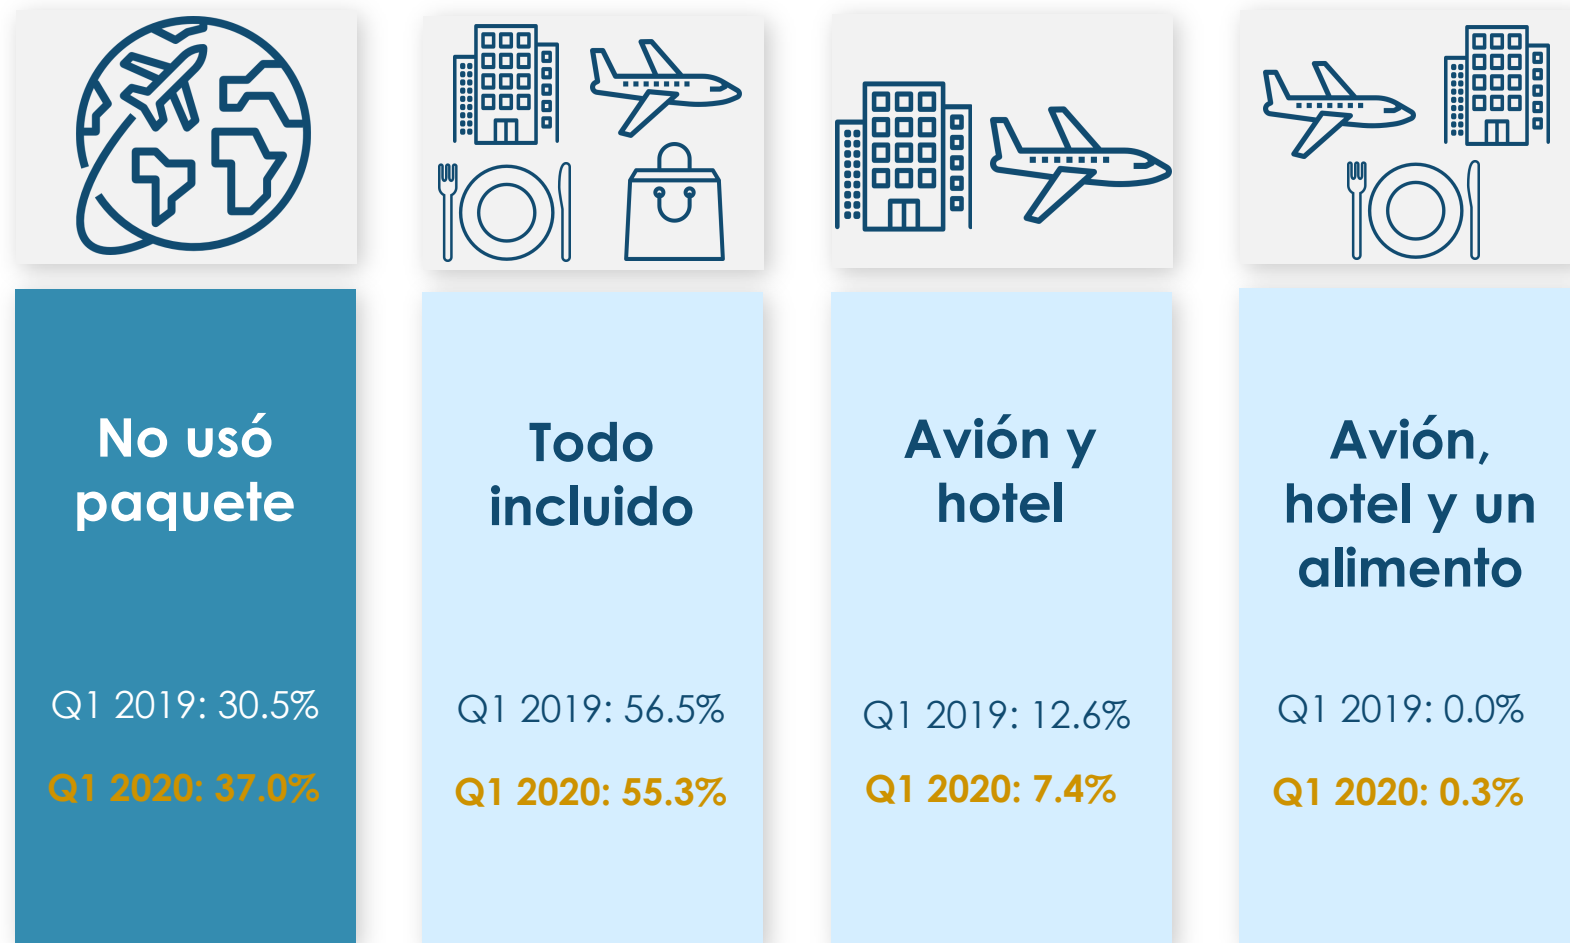 No usó
paquete
Q1 2019: 30.5%
Q1 2020: 37.0%
Todo
incluido
Q1 2019: 56.5%
Q1 2020: 55.3%
Avión y
hotel
Q1 2019: 12.6%
Q1 2020: 7.4%
Avión,
hotel y un
alimento
Q1 2019: 0.0%
Q1 2020: 0.3%